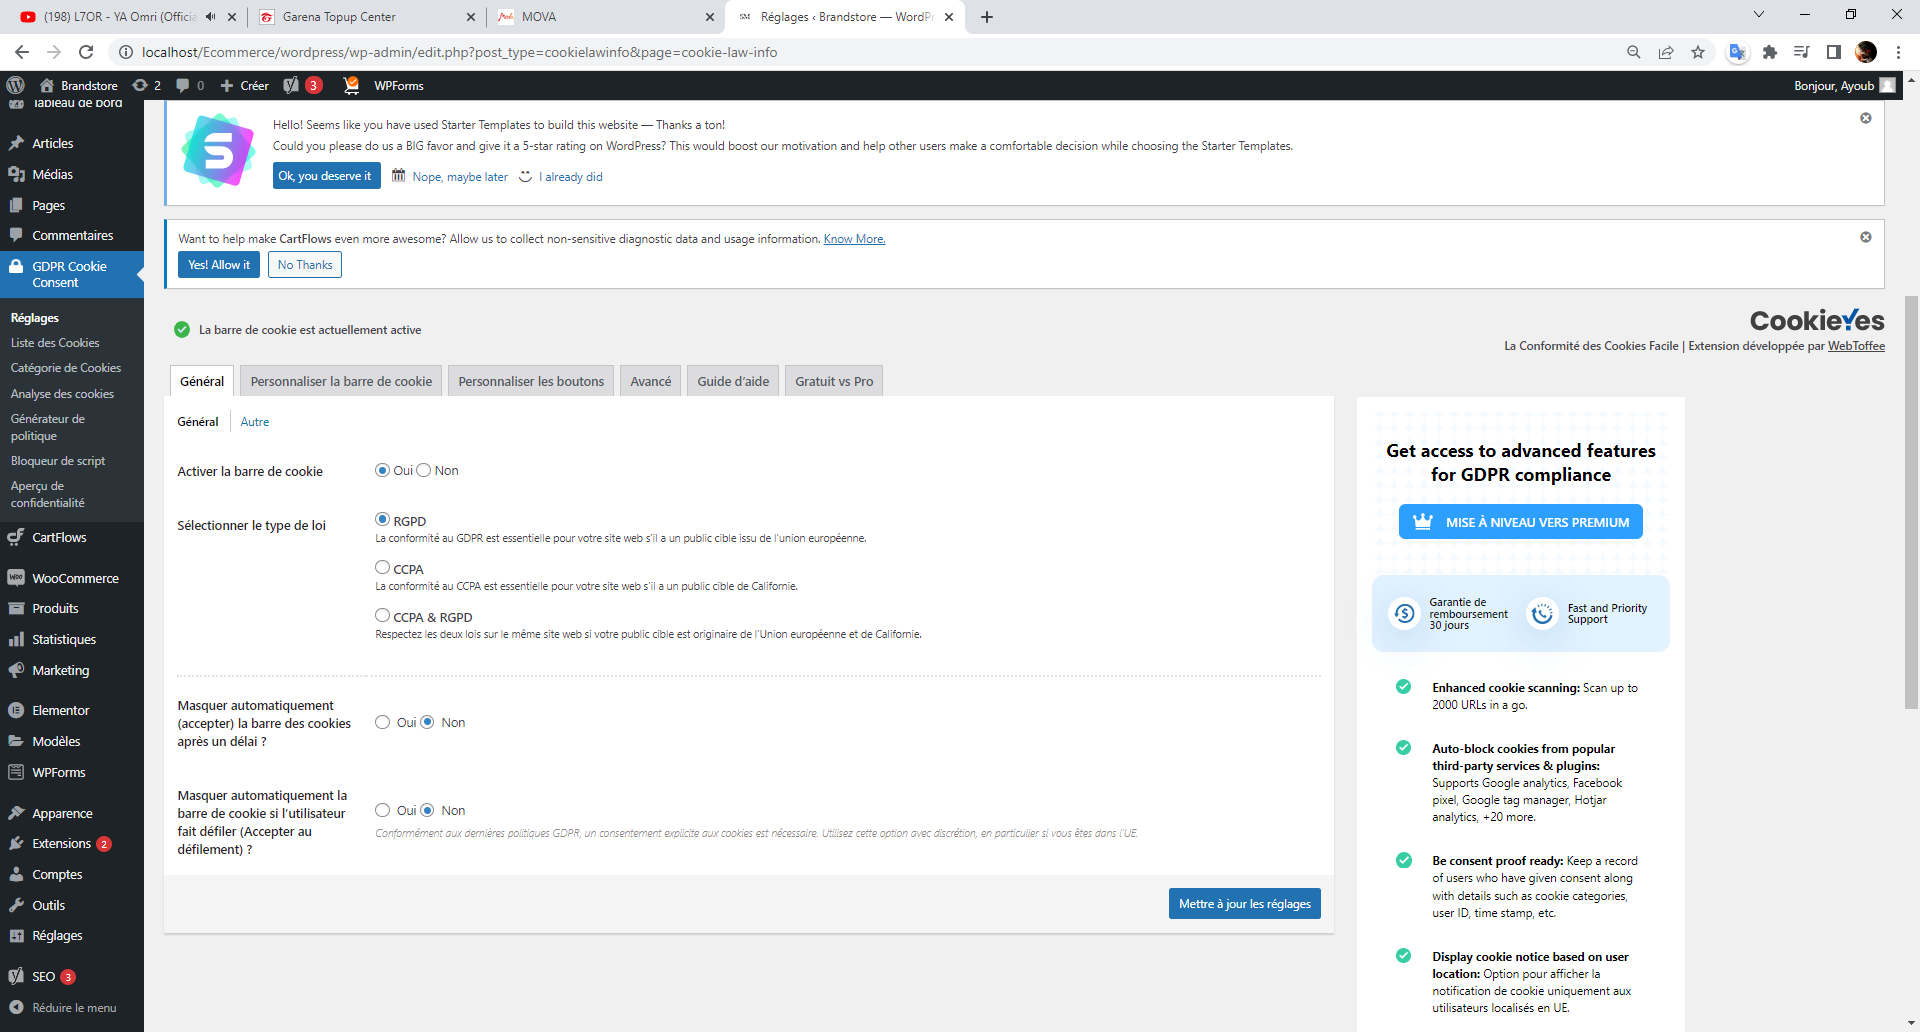 (198) L7OR - YA Omri (Officia
Garena Topup Center
MOVA
Réglages ‹ Brandstore — WordPr
localhost/Ecommerce/wordpress/wp-admin/edit.php?post_type=cookielawinfo&page=cookie-law-info
Brandstore
2
0
Créer
3
WPForms
Bonjour, Ayoub
Tableau de bord
Articles
Médias
Pages
Commentaires
GDPR Cookie
Consent
Réglages
Liste des Cookies
Catégorie de Cookies
Analyse des cookies
Générateur de
politique
Bloqueur de script
Aperçu de
confidentialité
CartFlows
WooCommerce
Produits
Statistiques
Marketing
Elementor
Modèles
WPForms
Apparence
Extensions 2
Comptes
Outils
Réglages
SEO 3
Réduire le menu
Hello! Seems like you have used Starter Templates to build this website — Thanks a ton!
Could you please do us a BIG favor and give it a 5-star rating on WordPress? This would boost our motivation and help other users make a comfortable decision while choosing the Starter Templates.
Ok, you deserve it
Nope, maybe later
I already did
Want to help make CartFlows even more awesome? Allow us to collect non-sensitive diagnostic data and usage information. Know More.
Yes! Allow it
No Thanks
La barre de cookie est actuellement active
CookieYes
La Conformité des Cookies Facile | Extension développée par WebToffee
Général
Personnaliser la barre de cookie
Personnaliser les boutons
Avancé
Guide d’aide
Gratuit vs Pro
Général
Autre
Activer la barre de cookie
Oui
Non
Sélectionner le type de loi
RGPD
La conformité au GDPR est essentielle pour votre site web s’il a un public cible issu de l’union européenne.
CCPA
La conformité au CCPA est essentielle pour votre site web s’il a un public cible de Californie.
CCPA & RGPD
Respectez les deux lois sur le même site web si votre public cible est originaire de l’Union européenne et de Californie.
Masquer automatiquement
(accepter) la barre des cookies
après un délai ?
Oui
Non
Masquer automatiquement la
barre de cookie si l’utilisateur
fait défiler (Accepter au
défilement) ?
Oui
Non
Conformément aux dernières politiques GDPR, un consentement explicite aux cookies est nécessaire. Utilisez cette option avec discrétion, en particulier si vous êtes dans l’UE.
Mettre à jour les réglages
Get access to advanced features
for GDPR compliance
MISE À NIVEAU VERS PREMIUM
Garantie de
remboursement
30 jours
Fast and Priority
Support
Enhanced cookie scanning: Scan up to
2000 URLs in a go.
Auto-block cookies from popular
third-party services & plugins:
Supports Google analytics, Facebook
pixel, Google tag manager, Hotjar
analytics, +20 more.
Be consent proof ready: Keep a record
of users who have given consent along
with details such as cookie categories,
user ID, time stamp, etc.
Display cookie notice based on user
location: Option pour afficher la
notification de cookie uniquement aux
utilisateurs localisés en UE.